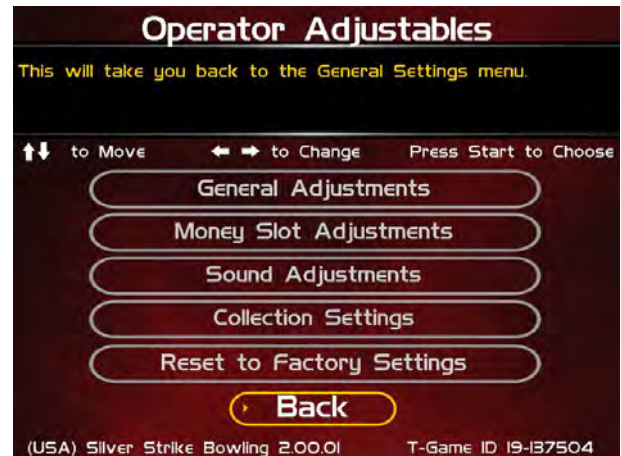 Operator Adjustables
This will take you back to the General Settings menu.
to Move to Change Press Start to Choose
General Adjustments
Money Slot Adjustments
Sound Adjustments
Collection Settings
Reset to Factory Settings
Back
(USA) Silver Strike Bowling 2.00.01 T-Game ID 19-137504